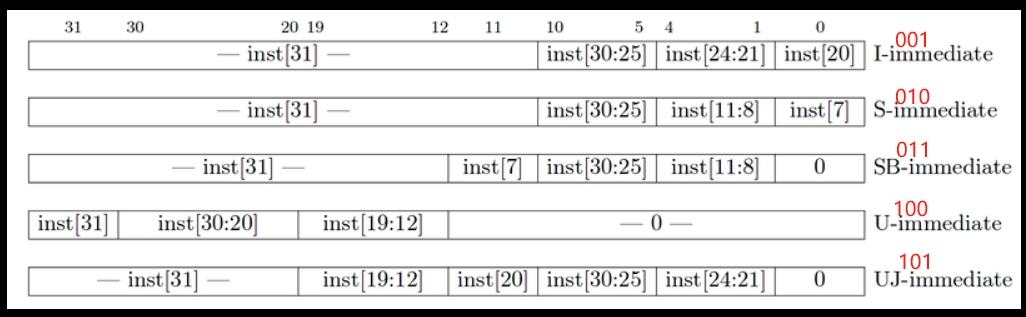 31 30 20 19 12 11 10 5 4 1 0
001
— inst[31] — inst[30:25] inst[24:21] inst[20] I-immediate
010
— inst[31] — inst[30:25] inst[11:8] inst[7] S-immediate
011
— inst[31] — inst[7] inst[30:25] inst[11:8] 0 SB-immediate
100
inst[31] inst[30:20] inst[19:12] — 0 — U-immediate
101
— inst[31] — inst[19:12] inst[20] inst[30:25] inst[24:21] 0 UJ-immediate